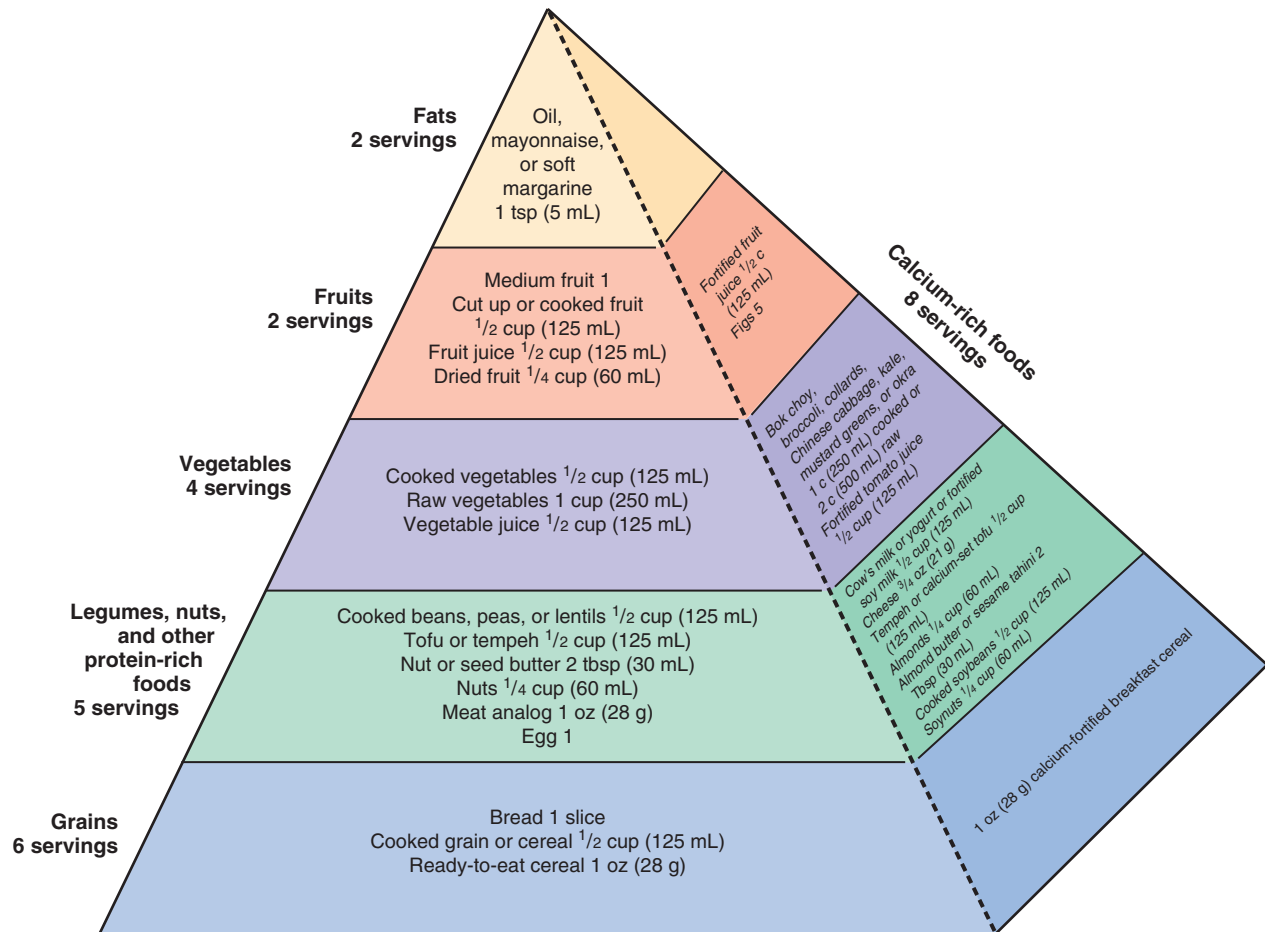 Fats
2 servings
Oil,
mayonnaise,
or soft
margarine
1 tsp (5 mL)
Fruits
2 servings
Medium fruit 1
Cut up or cooked fruit
1/2 cup (125 mL)
Fruit juice 1/2 cup (125 mL)
Dried fruit 1/4 cup (60 mL)
Vegetables
4 servings
Cooked vegetables 1/2 cup (125 mL)
Raw vegetables 1 cup (250 mL)
Vegetable juice 1/2 cup (125 mL)
Legumes, nuts,
and other
protein-rich
foods
5 servings
Cooked beans, peas, or lentils 1/2 cup (125 mL)
Tofu or tempeh 1/2 cup (125 mL)
Nut or seed butter 2 tbsp (30 mL)
Nuts 1/4 cup (60 mL)
Meat analog 1 oz (28 g)
Egg 1
Grains
6 servings
Bread 1 slice
Cooked grain or cereal 1/2 cup (125 mL)
Ready-to-eat cereal 1 oz (28 g)
Calcium-rich foods
8 servings
Fortified fruit
juice 1/2 c
(125 mL)
Figs 5
Bok choy,
broccoli, collards,
Chinese cabbage, kale,
mustard greens, or okra
1 c (250 mL) cooked or
2 c (500 mL) raw
Fortified tomato juice
1/2 cup (125 mL)
Cow's milk or yogurt or fortified
soy milk 1/2 cup (125 mL)
Cheese 3/4 oz (21 g)
Tempeh or calcium-set tofu 1/2 cup
(125 mL)
Almonds 1/4 cup (60 mL)
Almond butter or sesame tahini 2
Tbsp (30 mL)
Cooked soybeans 1/2 cup (125 mL)
Soynuts 1/4 cup (60 mL)
1 oz (28 g) calcium-fortified breakfast cereal